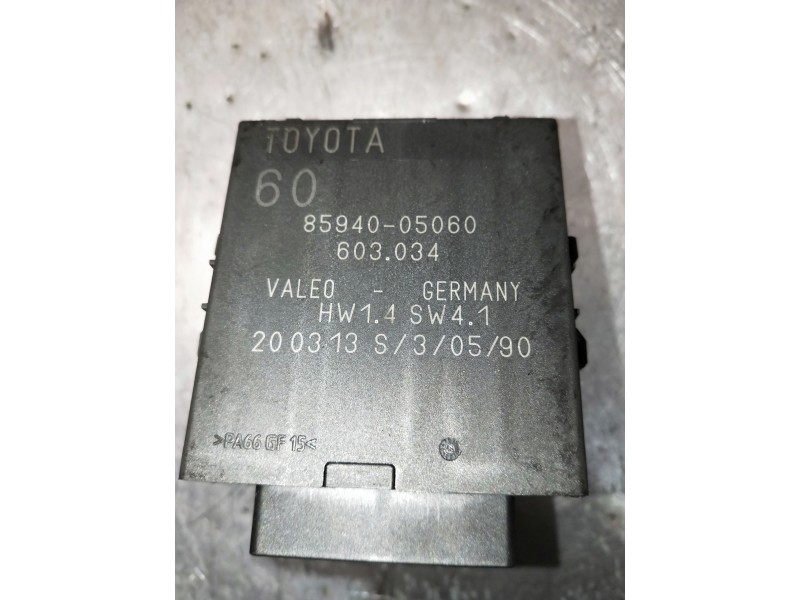 TOYOTA
60
85940-05060
603.034
VALEO - GERMANY
HW1.4 SW4.1
200313 S/3/05/90
>PA66 GF 15<